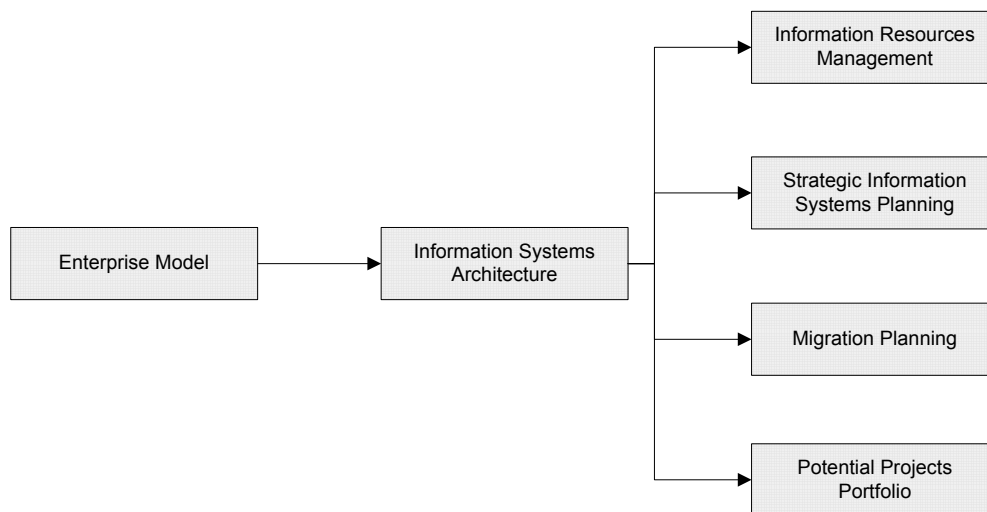 Information Resources
Management
Strategic Information
Systems Planning
Enterprise Model
Information Systems
Architecture
Migration Planning
Potential Projects
Portfolio